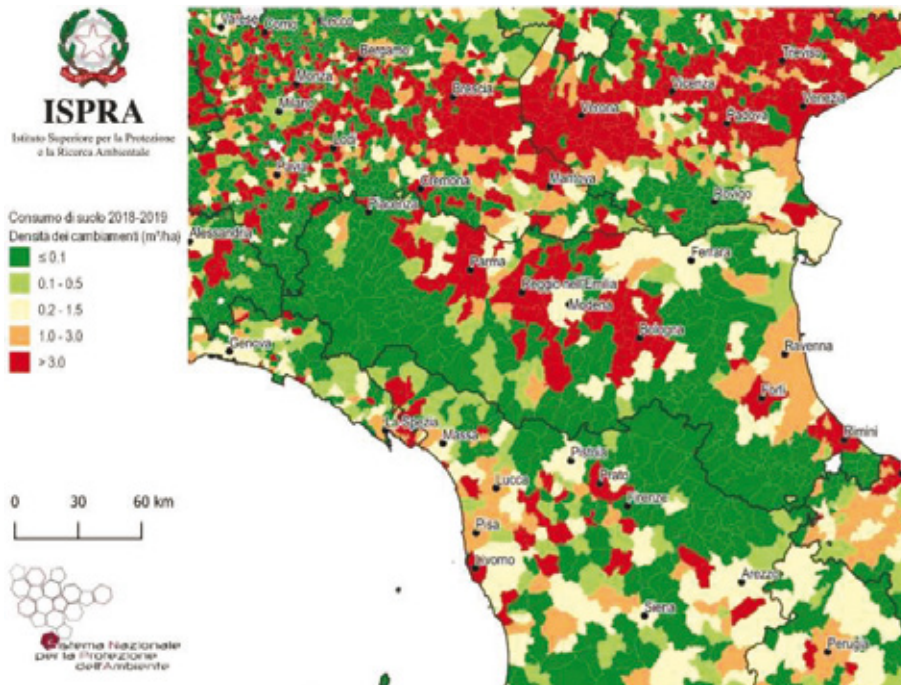 ISPRA
Istituto Superiore per la Protezione
e la Ricerca Ambientale
Consumo di suolo 2018-2019
Densità dei cambiamenti (m²/ha)
≤ 0.1
0.1 - 0.5
0.2 - 1.5
1.0 - 3.0
> 3.0
0 30 60 km
Sistema Nazionale
per la Protezione
dell'Ambiente
Varese
Como
Lecco
Bergamo
Monza
Milano
Brescia
Lodi
Pavia
Cremona
Piacenza
Alessandria
Treviso
Vicenza
Venezia
Verona
Padova
Mantova
Rovigo
Ferrara
Parma
Reggio nell'Emilia
Modena
Bologna
Genova
Ravenna
Forlì
Rimini
La Spezia
Massa
Pistoia
Lucca
Prato
Firenze
Pisa
Livorno
Arezzo
Siena
Perugia